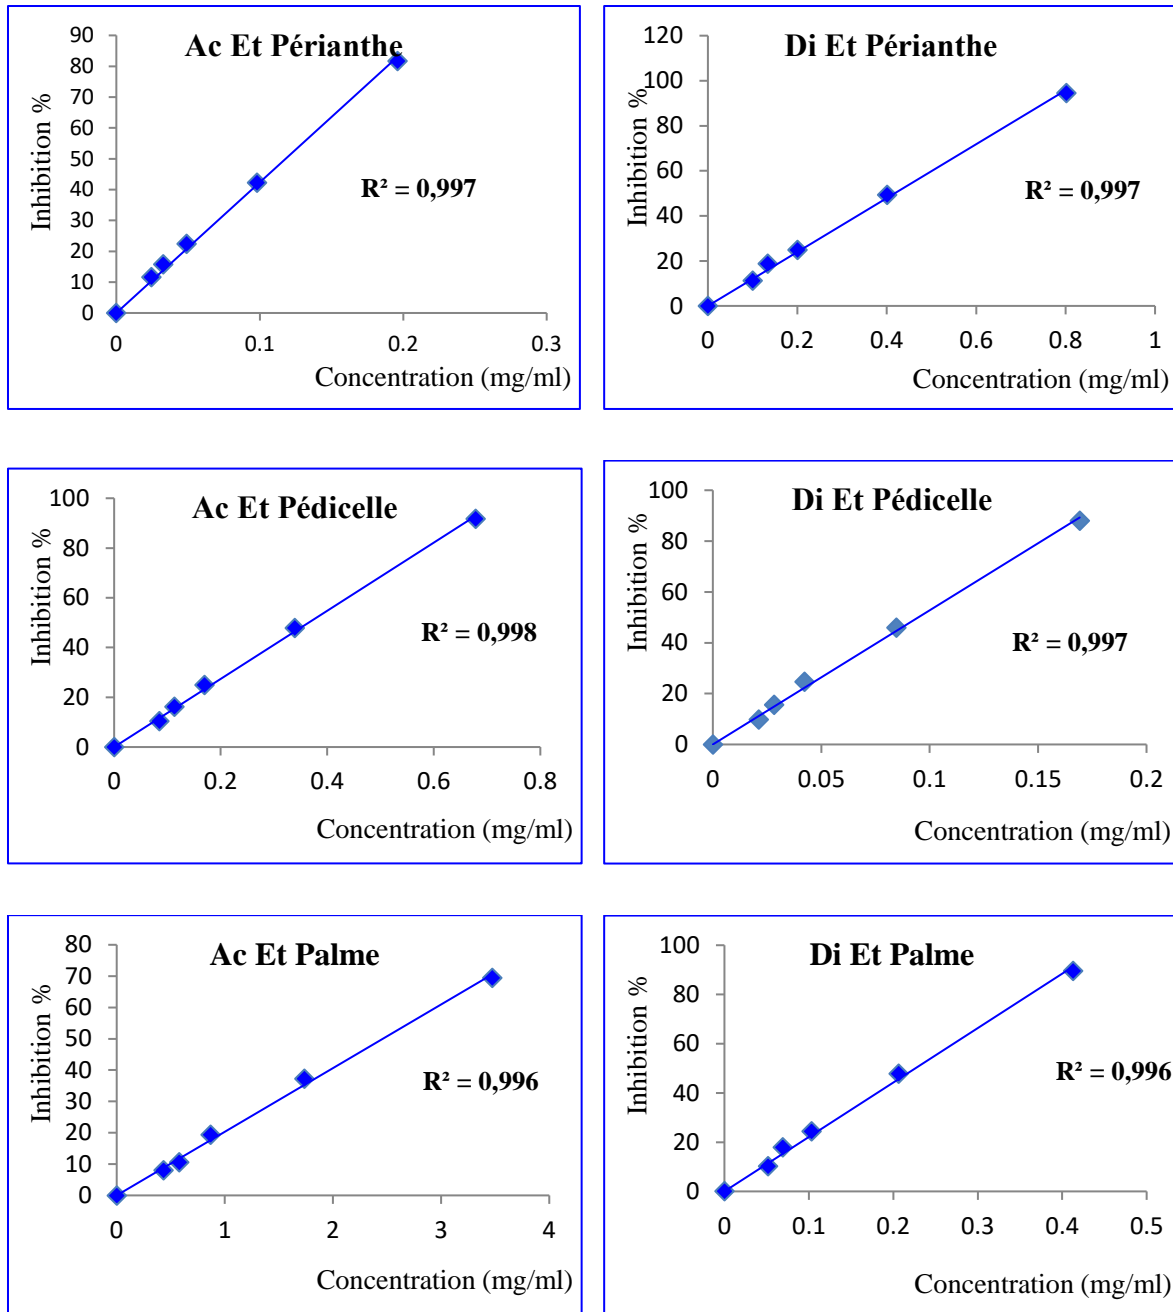 Ac Et Périanthe
Inhibition %
90
80
70
60
50
40
30
20
10
0
R² = 0,997
0 0.1 0.2 0.3
Concentration (mg/ml)
Di Et Périanthe
Inhibition %
120
100
80
60
40
20
0
R² = 0,997
0 0.2 0.4 0.6 0.8 1
Concentration (mg/ml)
Ac Et Pédicelle
Inhibition %
100
80
60
40
20
0
R² = 0,998
0 0.2 0.4 0.6 0.8
Concentration (mg/ml)
Di Et Pédicelle
Inhibition %
100
80
60
40
20
0
R² = 0,997
0 0.05 0.1 0.15 0.2
Concentration (mg/ml)
Ac Et Palme
Inhibition %
80
70
60
50
40
30
20
10
0
R² = 0,996
0 1 2 3 4
Concentration (mg/ml)
Di Et Palme
Inhibition %
100
80
60
40
20
0
R² = 0,996
0 0.1 0.2 0.3 0.4 0.5
Concentration (mg/ml)